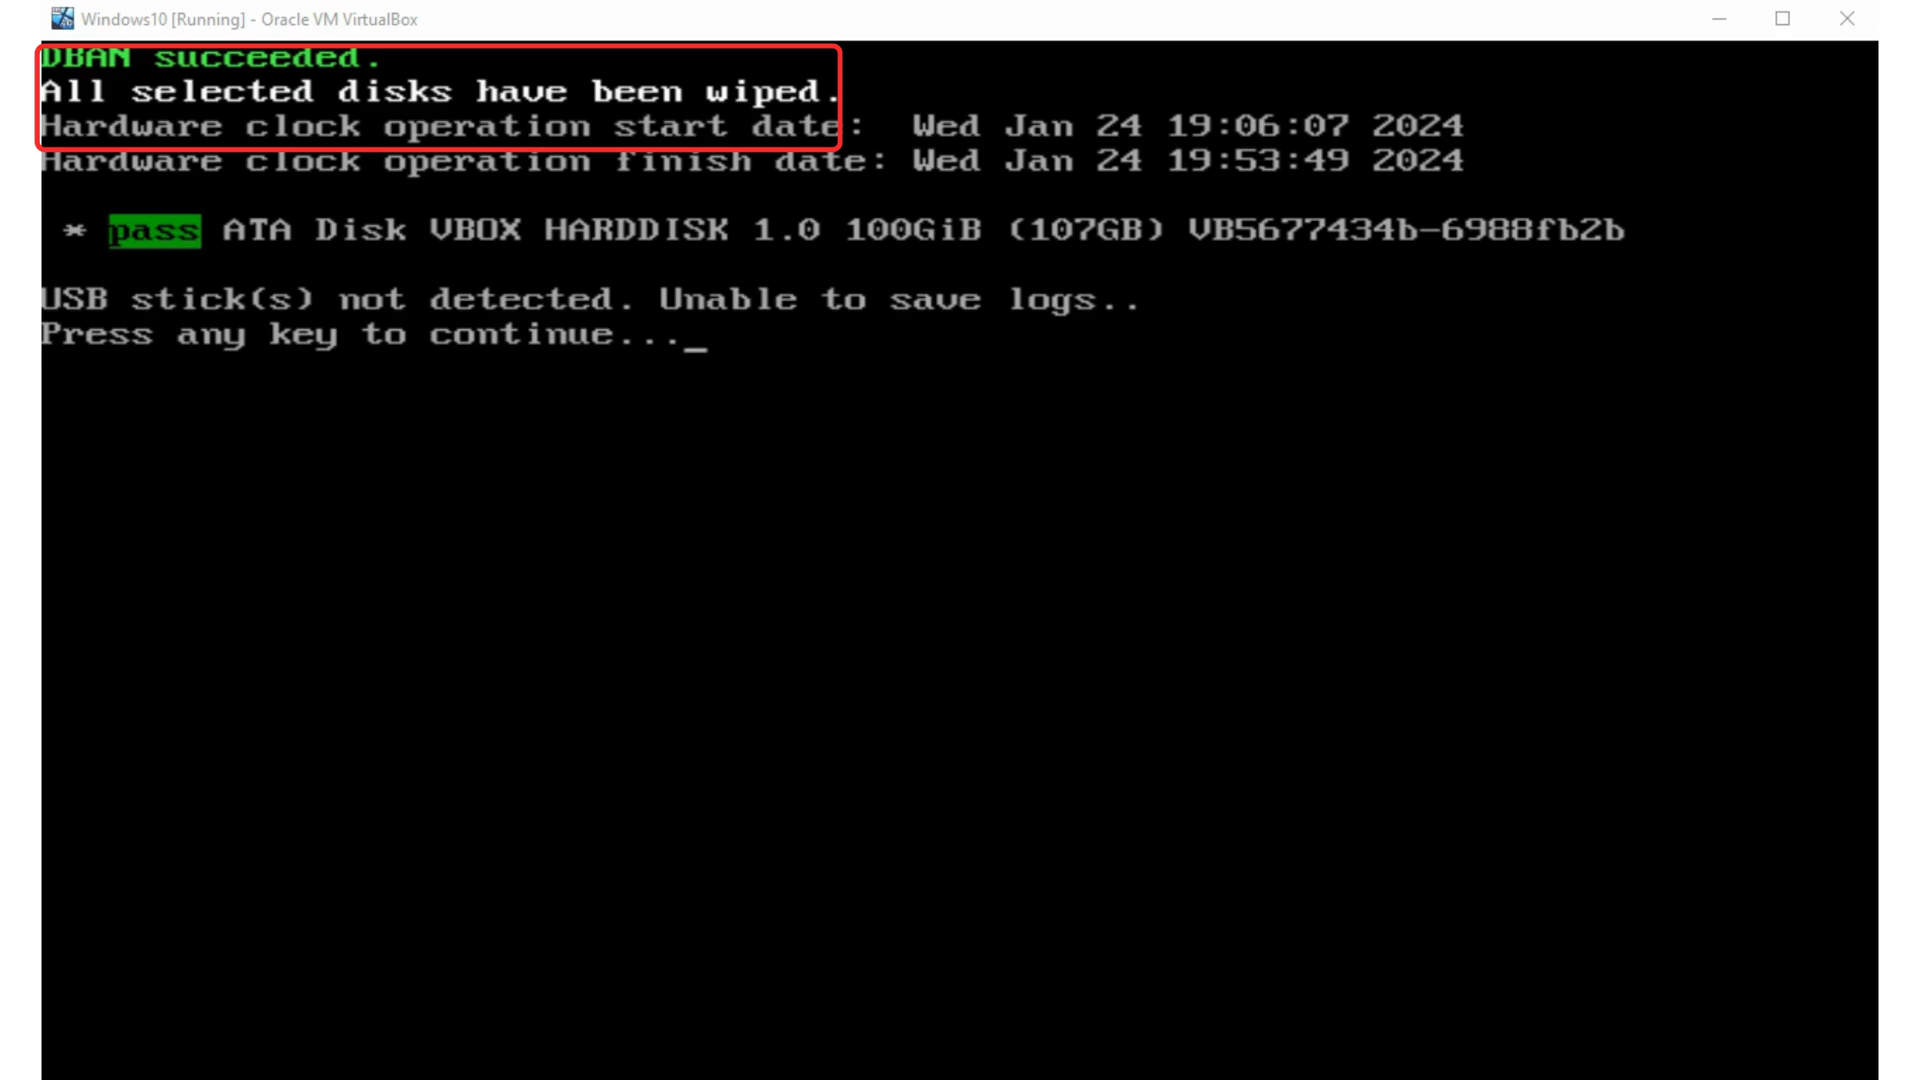 Windows10 [Running] - Oracle VM VirtualBox
DBAN succeeded.
All selected disks have been wiped.
Hardware clock operation start date:  Wed Jan 24 19:06:07 2024
Hardware clock operation finish date: Wed Jan 24 19:53:49 2024
* pass ATA Disk VBOX HARDDISK 1.0 100GiB (107GB) VB5677434b-6988fb2b
USB stick(s) not detected. Unable to save logs..
Press any key to continue..._